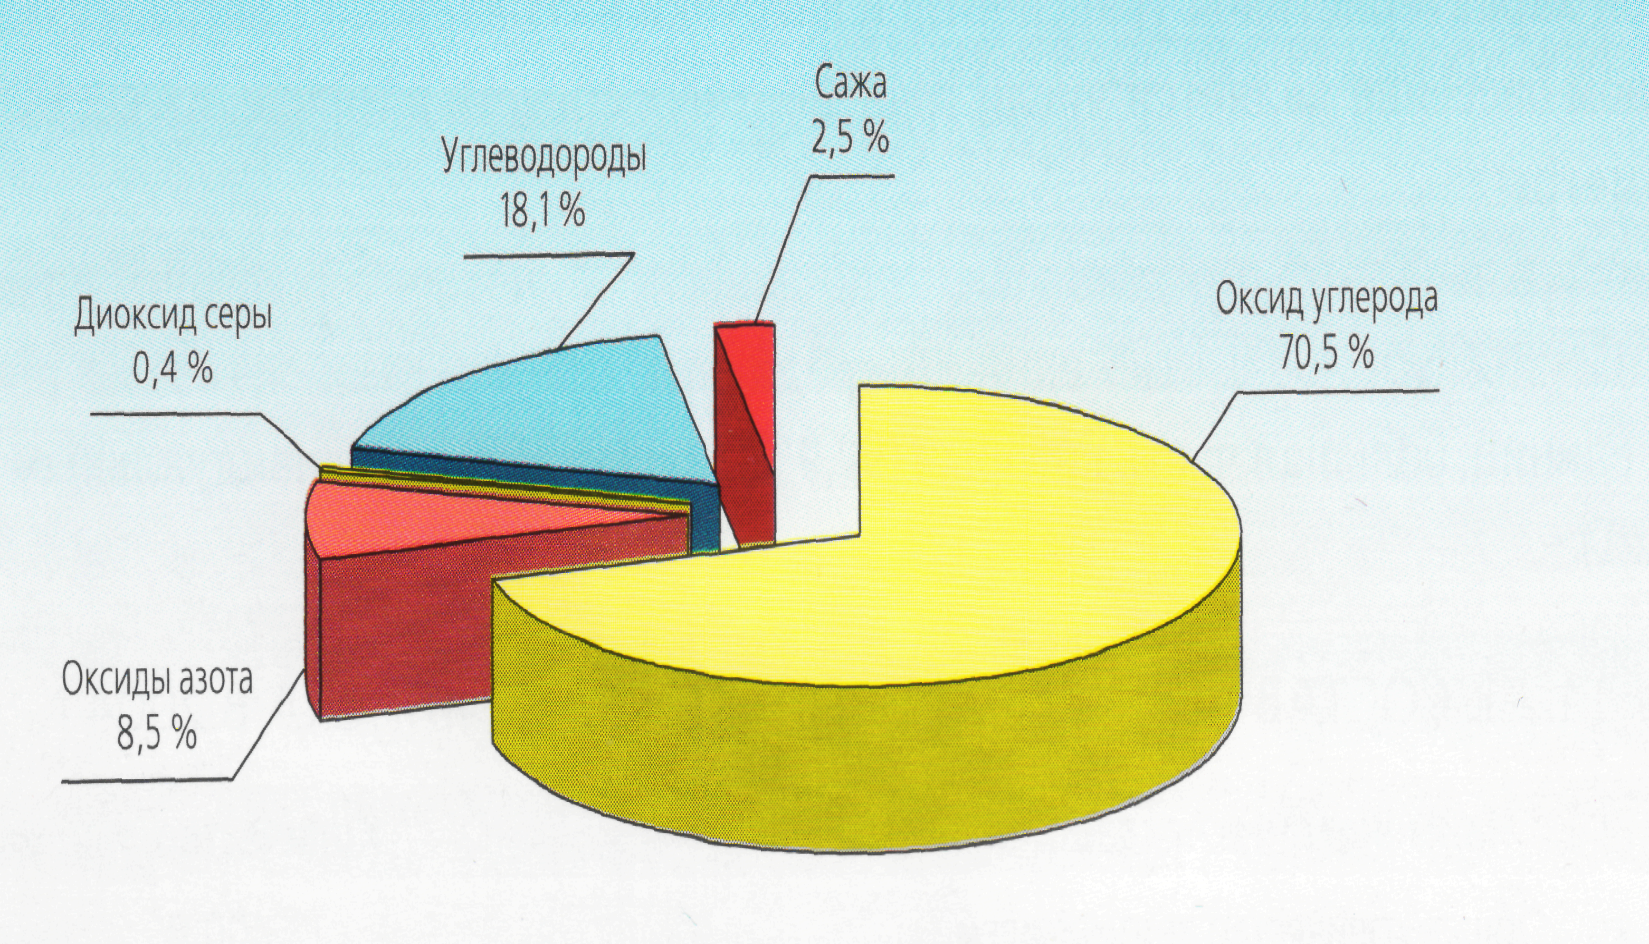 Сажа
2,5 %
Углеводороды
18,1 %
Диоксид серы
0,4 %
Оксид углерода
70,5 %
Оксиды азота
8,5 %